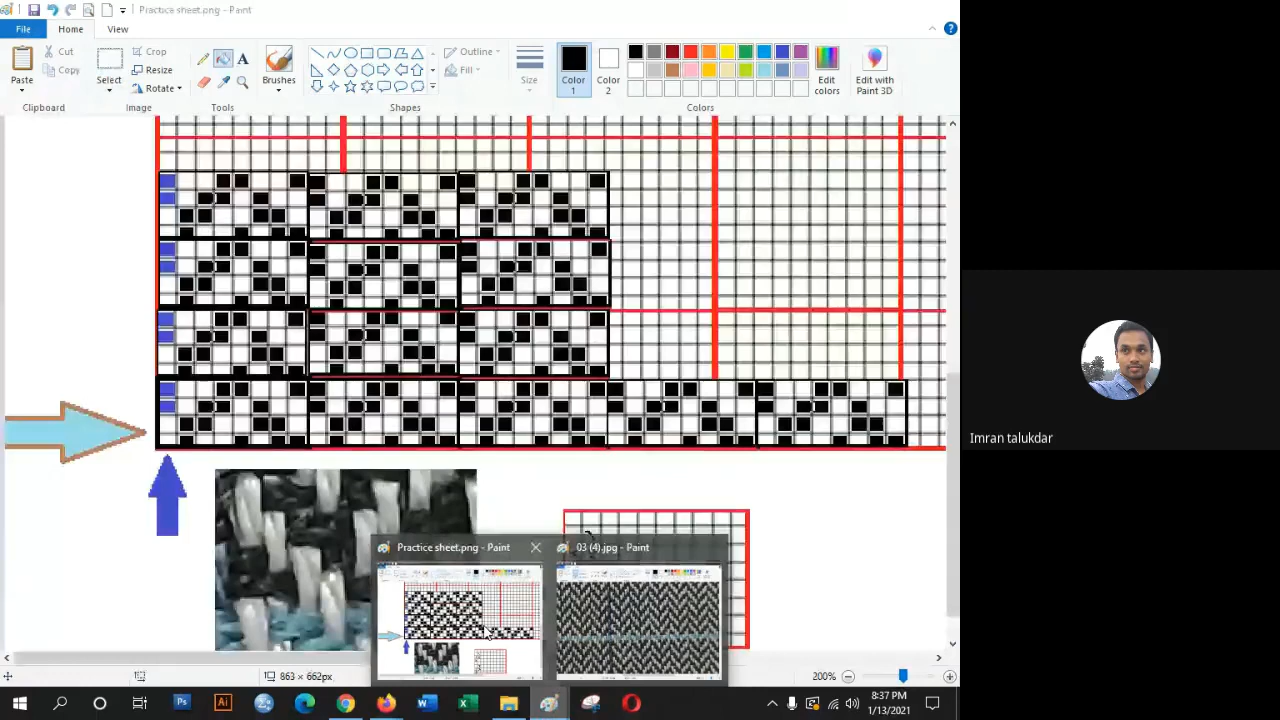 Practice sheet.png - Paint
File
Home
View
Paste
Cut
Copy
Clipboard
Select
Crop
Resize
Rotate
Image
A
Tools
Brushes
Outline
Fill
Shapes
Size
Color 1
Color 2
Edit colors
Edit with Paint 3D
Colors
Imran talukdar
Practice sheet.png - Paint
03 (4).jpg - Paint
863 × 662px
200%
Ps
Ai
8:37 PM
1/13/2021